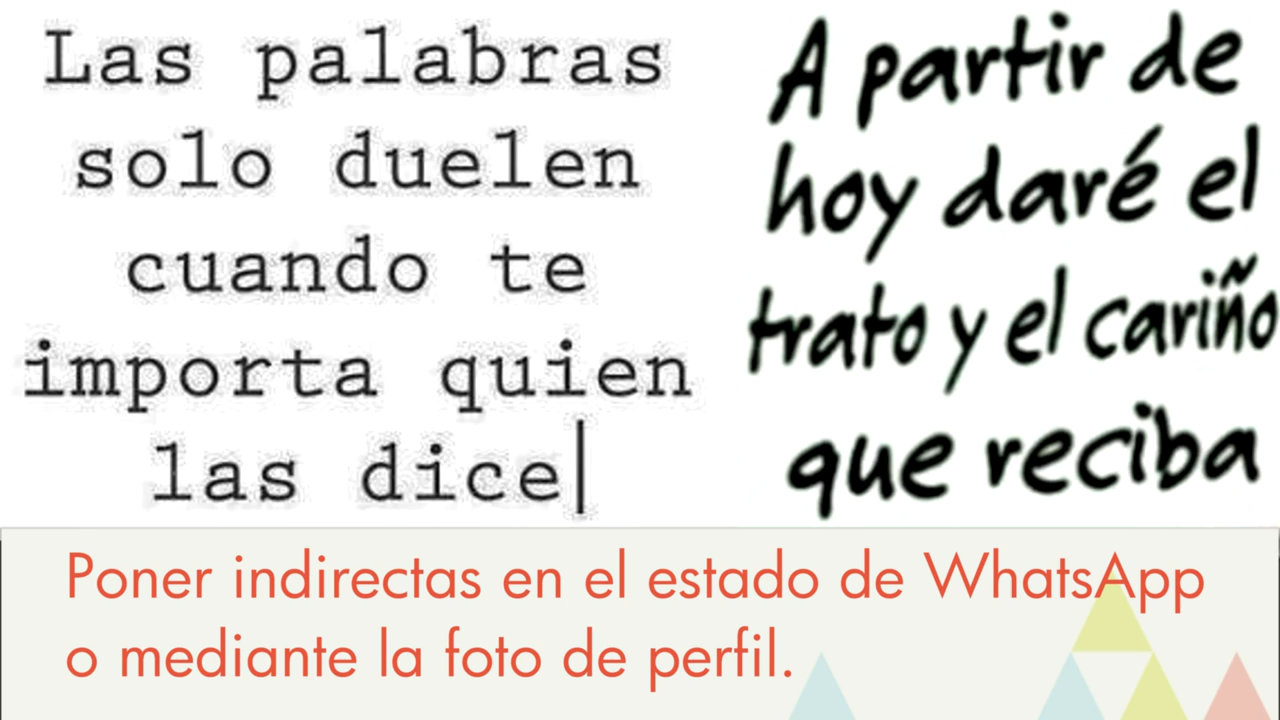 Las palabras
solo duelen
cuando te
importa quien
las dice|
A partir de
hoy daré el
trato y el cariño
que reciba
Poner indirectas en el estado de WhatsApp
o mediante la foto de perfil.